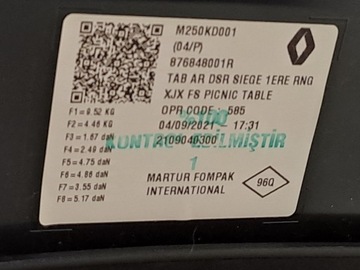 M250KD001
(04/P)
876848001R
TAB AR DSR SIEGE 1ERE RNG
XJX FS PICNIC TABLE
OPR CODE : 585
04/09/2021 17:31
2109040300
KONTROL EDİLMİŞTİR
1
F1=9.52 KG
F2=4.46 KG
F3=1.67 daN
F4=2.49 daN
F5=4.75 daN
F6=4.86 daN
F7=3.55 daN
F8=5.17 daN
MARTUR FOMPAK
INTERNATIONAL
96Q